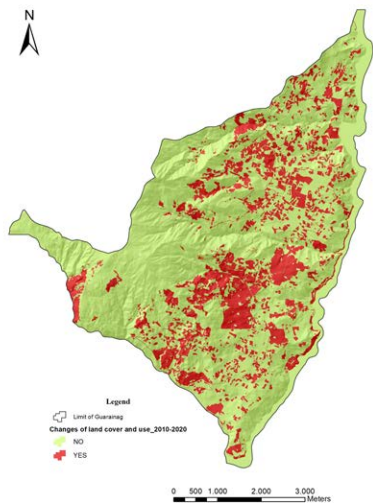 N
Legend
Limit of Guarainag
Changes of land cover and use_2010-2020
NO
YES
0 500 1.000 2.000 3.000
Meters